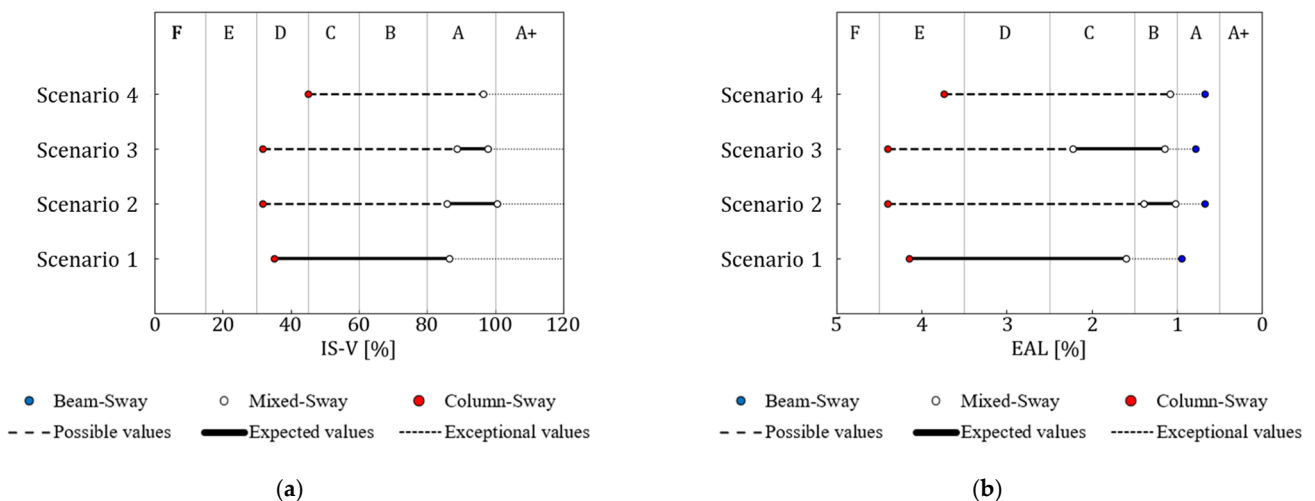 F E D C B A A+
Scenario 4
Scenario 3
Scenario 2
Scenario 1
0 20 40 60 80 100 120
IS-V [%]
Beam-Sway Mixed-Sway Column-Sway
Possible values Expected values Exceptional values
(a)
F E D C B A A+
Scenario 4
Scenario 3
Scenario 2
Scenario 1
5 4 3 2 1 0
EAL [%]
Beam-Sway Mixed-Sway Column-Sway
Possible values Expected values Exceptional values
(b)